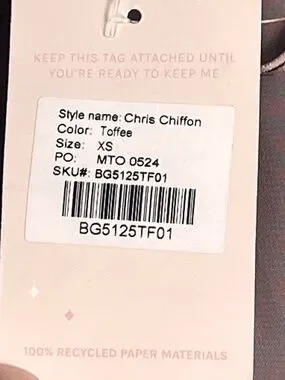 KEEP THIS TAG ATTACHED UNTIL
YOU'RE READY TO KEEP ME
Style name: Chris Chiffon
Color: Toffee
Size: XS
PO: MTO 0524
SKU#: BG5125TF01
BG5125TF01
100% RECYCLED PAPER MATERIALS